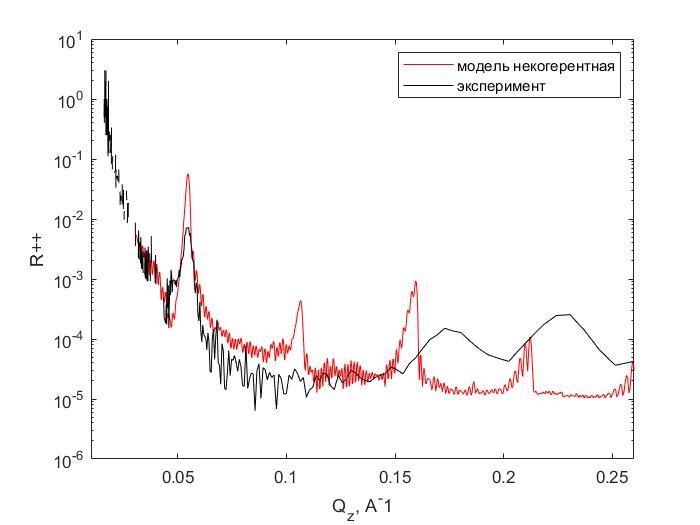 10^1
10^0
10^-1
10^-2
10^-3
10^-4
10^-5
10^-6
R++
модель некогерентная
эксперимент
0.05 0.1 0.15 0.2 0.25
Q_z, A^-1